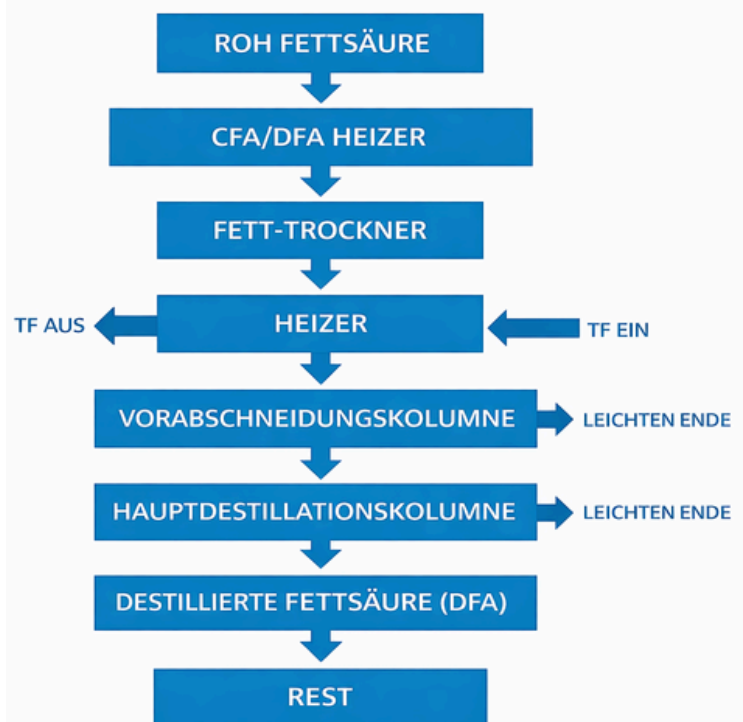 ROH FETTSÄURE
CFA/DFA HEIZER
FETT-TROCKNER
TF AUS
HEIZER
TF EIN
VORABSCHNEIDUNGSKOLUMNE
LEICHTEN ENDE
HAUPTDESTILLATIONSKOLUMNE
LEICHTEN ENDE
DESTILLIERTE FETTSÄURE (DFA)
REST